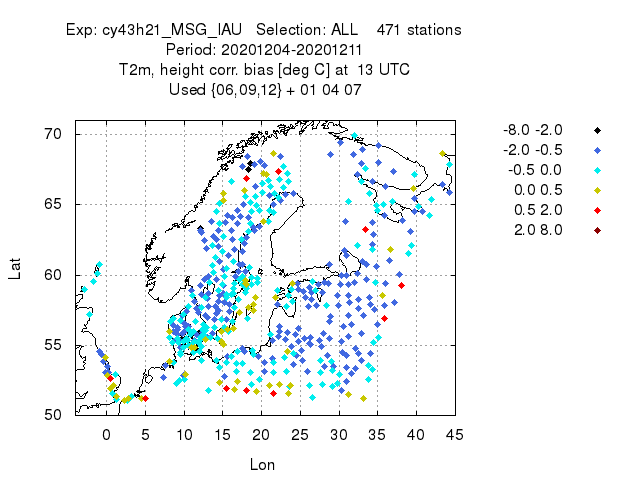 Exp: cy43h21_MSG_IAU Selection: ALL 471 stations
Period: 20201204-20201211
T2m, height corr. bias [deg C] at 13 UTC
Used {06,09,12} + 01 04 07
-8.0 -2.0
-2.0 -0.5
-0.5 0.0
0.0 0.5
0.5 2.0
2.0 8.0
70
65
60
55
50
Lat
0 5 10 15 20 25 30 35 40 45
Lon